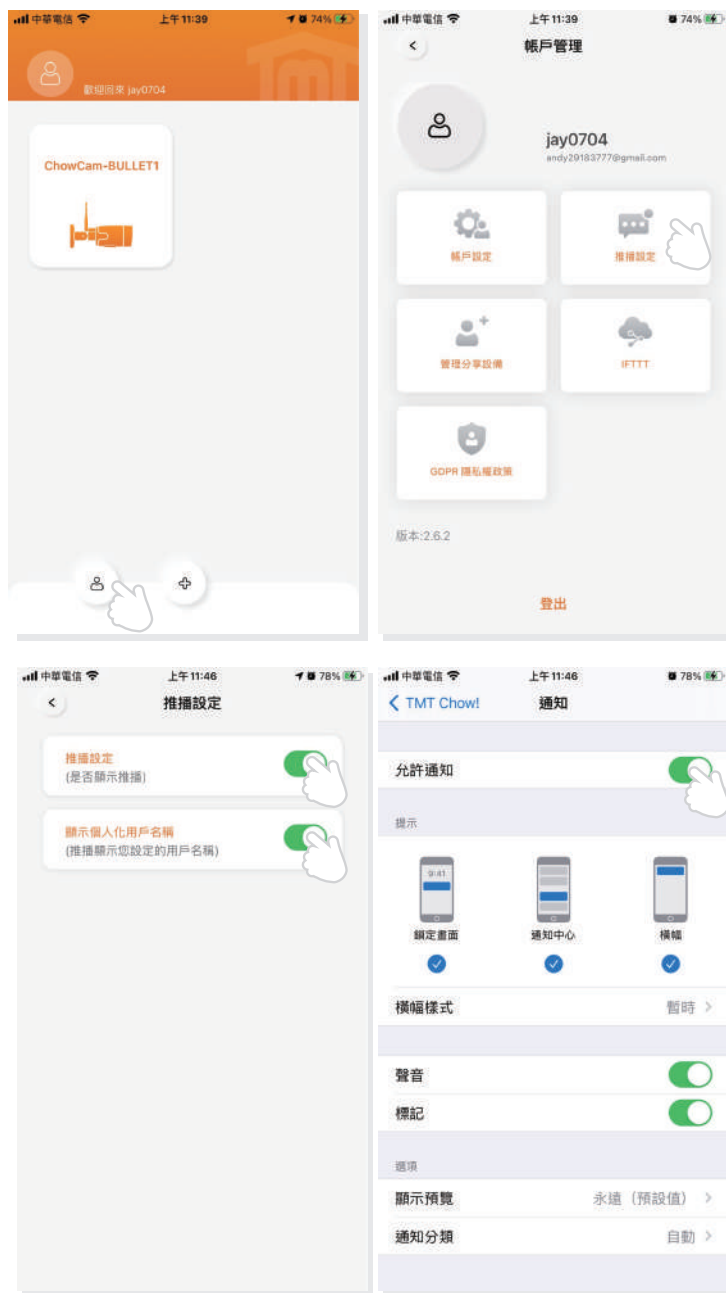 中華電信 上午11:39 74%
歡迎回來 jay0704
ChowCam-BULLET1
中華電信 上午11:39 74%
帳戶管理
jay0704
andy29183777@gmail.com
帳戶設定 推播設定
管理分享設備 IFTTT
GDPR 隱私權政策
版本:2.6.2
登出
中華電信 上午11:46 78%
推播設定
推播設定
(是否顯示推播)
顯示個人化用戶名稱
(推播顯示您設定的用戶名稱)
中華電信 上午11:46 78%
TMT Chow! 通知
允許通知
提示
9:41
鎖定畫面 通知中心 橫幅
橫幅樣式 暫時
聲音
標記
選項
顯示預覽 永遠（預設值）
通知分類 自動